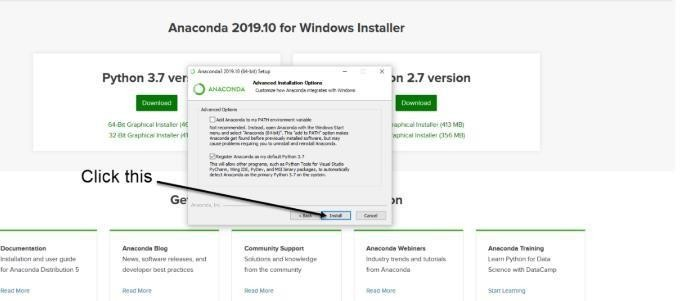 Anaconda 2019.10 for Windows Installer
Python 3.7 ver
on 2.7 version
Download
Download
64-Bit Graphical Installer (46
32-Bit Graphical Installer (41
aphical Installer (413 MB)
aphical Installer (356 MB)
Anaconda3 2019.10 (64-bit) Setup
ANACONDA
Advanced Installation Options
Customize how Anaconda integrates with Windows
Advanced Options
Add Anaconda to my PATH environment variable
Not recommended. Instead, open Anaconda with the Windows Start
menu and select "Anaconda (64-bit)". This "add to PATH" option makes
Anaconda get found before previously installed software, but may
cause problems requiring you to uninstall and reinstall Anaconda.
Register Anaconda as my default Python 3.7
This will allow other programs, such as Python Tools for Visual Studio
PyCharm, Wing IDE, PyDev, and MSI binary packages, to automatically
detect Anaconda as the primary Python 3.7 on the system.
Anaconda, Inc.
< Back
Install
Cancel
Click this
Ge
on
Documentation
Installation and user guide
for Anaconda Distribution 5
Read More
Anaconda Blog
News, software releases, and
developer best practices
Read More
Community Support
Solutions and knowledge
from the community
Read More
Anaconda Webinars
Industry trends and tutorials
from Anaconda
Read More
Anaconda Training
Learn Python for Data
Science with DataCamp
Start Learning